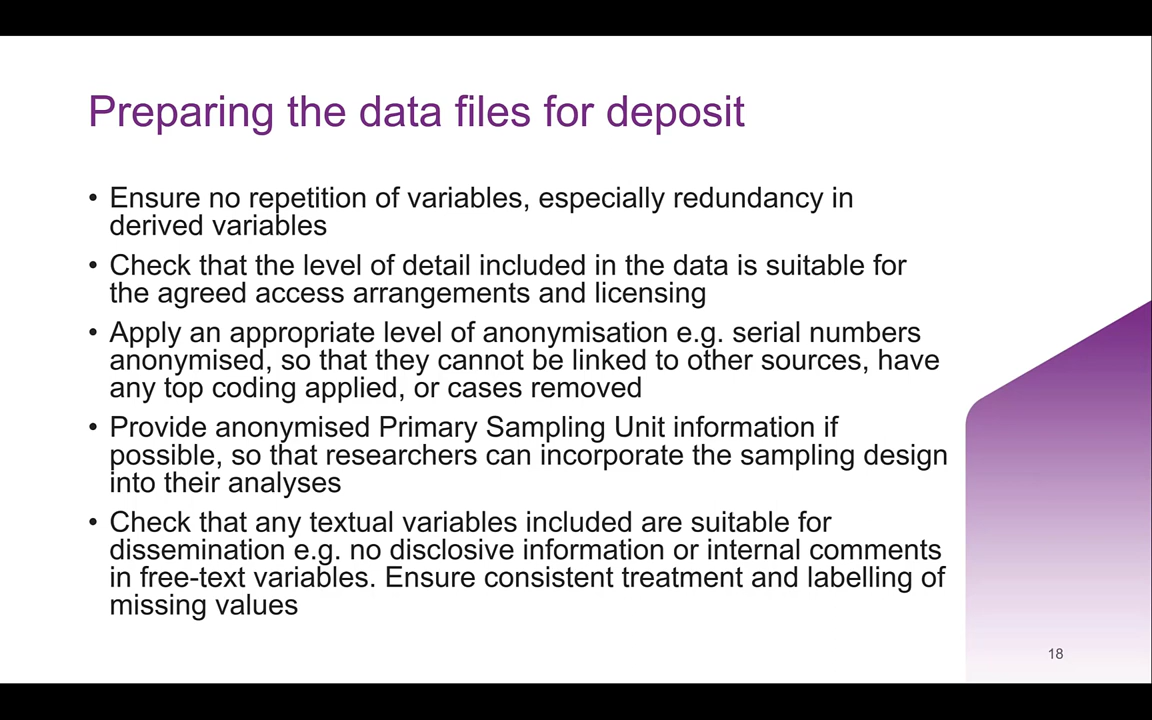 Preparing the data files for deposit
• Ensure no repetition of variables, especially redundancy in
derived variables
• Check that the level of detail included in the data is suitable for
the agreed access arrangements and licensing
• Apply an appropriate level of anonymisation e.g. serial numbers
anonymised, so that they cannot be linked to other sources, have
any top coding applied, or cases removed
• Provide anonymised Primary Sampling Unit information if
possible, so that researchers can incorporate the sampling design
into their analyses
• Check that any textual variables included are suitable for
dissemination e.g. no disclosive information or internal comments
in free-text variables. Ensure consistent treatment and labelling of
missing values
18